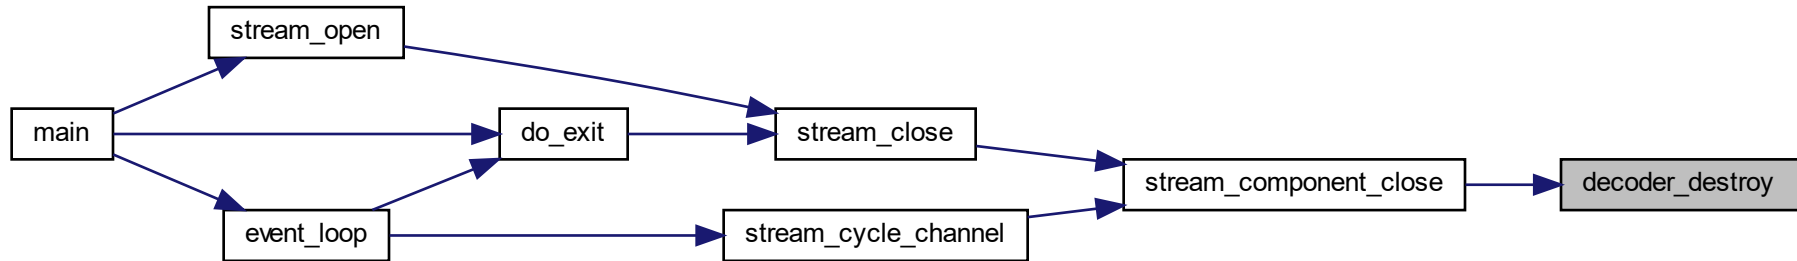 stream_open
main
do_exit
stream_close
stream_component_close
decoder_destroy
event_loop
stream_cycle_channel